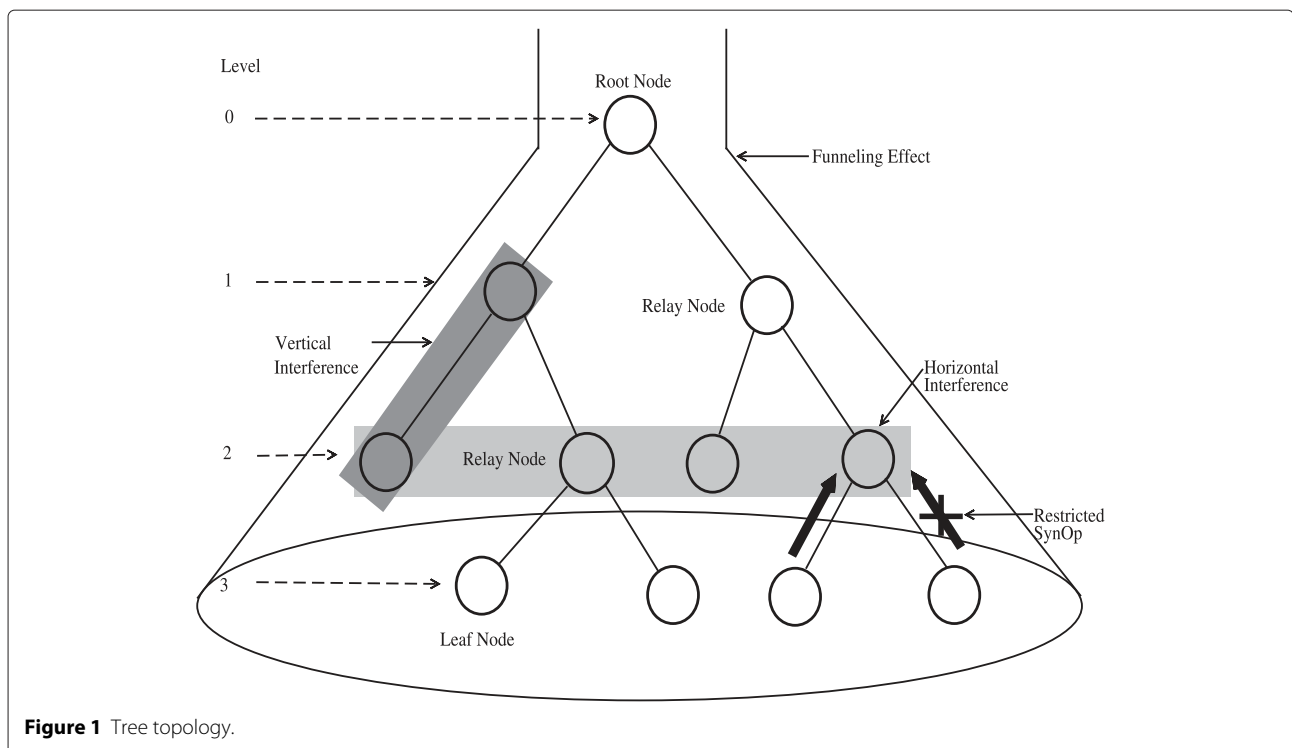 Level
Root Node
0
Funneling Effect
1
Relay Node
Vertical
Interference
Horizontal
Interference
2
Relay Node
Restricted
SynOp
3
Leaf Node
Figure 1 Tree topology.